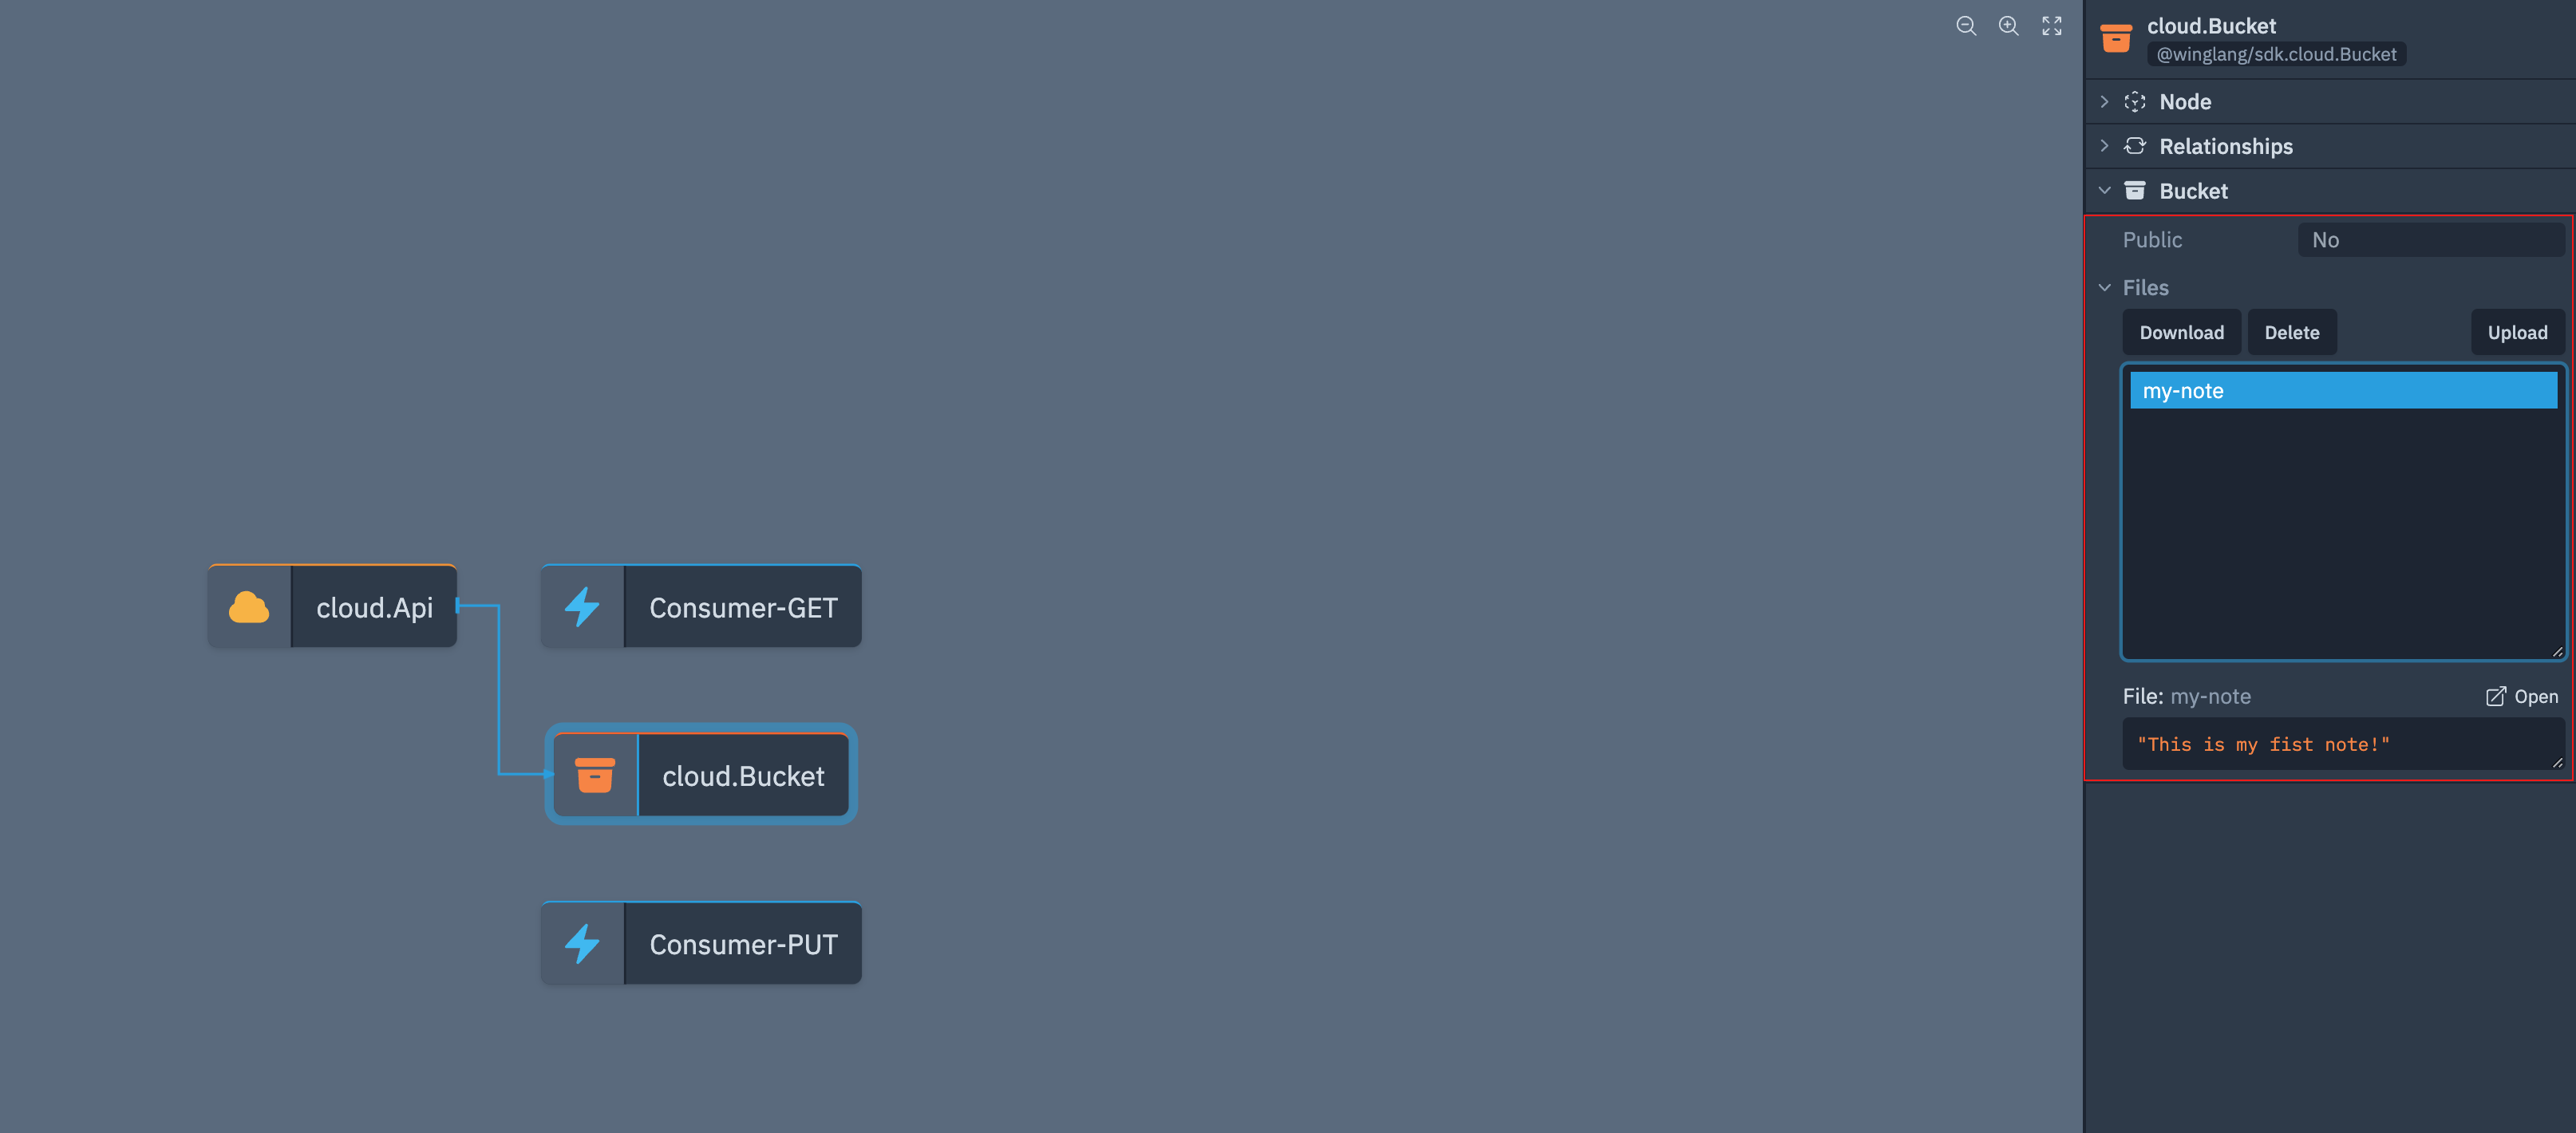 cloud.Api
Consumer-GET
cloud.Bucket
Consumer-PUT
cloud.Bucket
@winglang/sdk.cloud.Bucket
Node
Relationships
Bucket
Public No
Files
Download Delete Upload
my-note
File: my-note Open
"This is my fist note!"